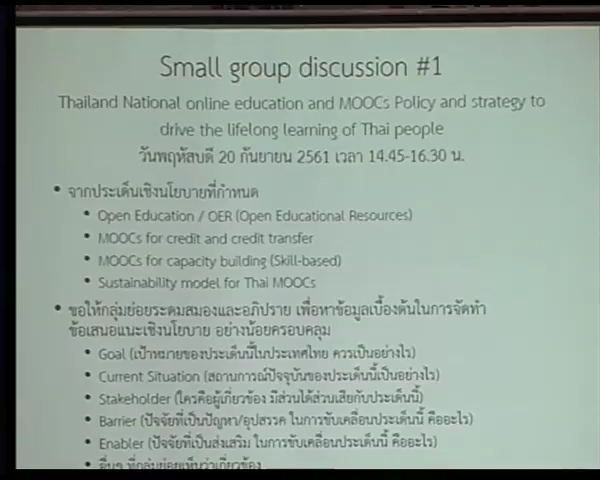 Small group discussion #1
Thailand National online education and MOOCs Policy and strategy to
drive the lifelong learning of Thai people
วันพฤหัสบดี 20 กันยายน 2561 เวลา 14.45-16.30 น.
• จากประเด็นเชิงนโยบายที่กำหนด
• Open Education / OER (Open Educational Resources)
• MOOCs for credit and credit transfer
• MOOCs for capacity building (Skill-based)
• Sustainability model for Thai MOOCs
• ขอให้กลุ่มย่อยระดมสมองและอภิปราย เพื่อหาข้อมูลเบื้องต้นในการจัดทำ
ข้อเสนอแนะเชิงนโยบาย อย่างน้อยครอบคลุม
• Goal (เป้าหมายของประเด็นนี้ในประเทศไทย ควรเป็นอย่างไร)
• Current Situation (สถานการณ์ปัจจุบันของประเด็นนี้เป็นอย่างไร)
• Stakeholder (ใครคือผู้เกี่ยวข้อง มีส่วนได้ส่วนเสียกับประเด็นนี้)
• Barrier (ปัจจัยที่เป็นปัญหา/อุปสรรค ในการขับเคลื่อนประเด็นนี้ คืออะไร)
• Enabler (ปัจจัยที่เป็นส่งเสริม ในการขับเคลื่อนประเด็นนี้ คืออะไร)
• อื่นๆ ที่กลุ่มย่อยเห็นว่าเกี่ยวข้อง